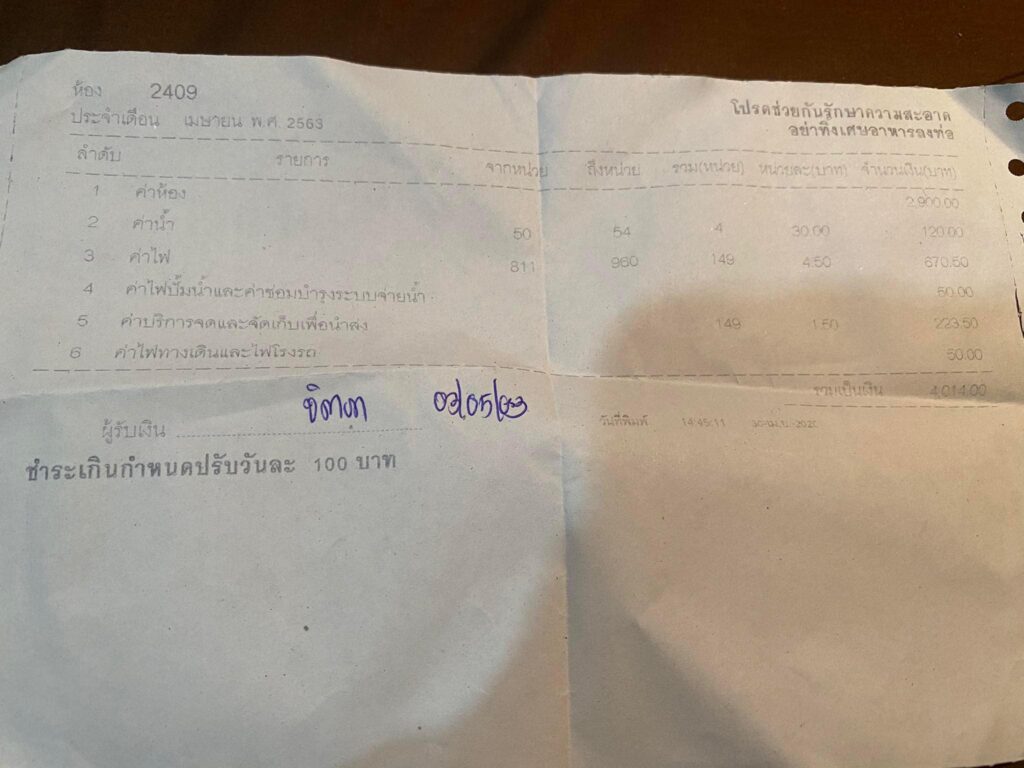 ห้อง 2409
ประจำเดือน เมษายน พ.ศ. 2563
โปรดช่วยกันรักษาความสะอาด
อย่าทิ้งเศษอาหารลงท่อ
ลำดับ รายการ จากหน่วย ถึงหน่วย รวม(หน่วย) หน่วยละ(บาท) จำนวนเงิน(บาท)
1 ค่าห้อง 2,900.00
2 ค่าน้ำ 50 54 4 30.00 120.00
3 ค่าไฟ 811 960 149 4.50 670.50
4 ค่าไฟปั้มน้ำและค่าซ่อมบำรุงระบบจ่ายน้ำ 50.00
5 ค่าบริการจดและจัดเก็บเพื่อนำส่ง 149 1.50 223.50
6 ค่าไฟทางเดินและไฟโรงรถ 50.00
รวมเป็นเงิน 4,014.00
ผู้รับเงิน 03/05/63
วันที่พิมพ์ 14:45:11 30-เม.ย.-2020
ชำระเกินกำหนดปรับวันละ 100 บาท